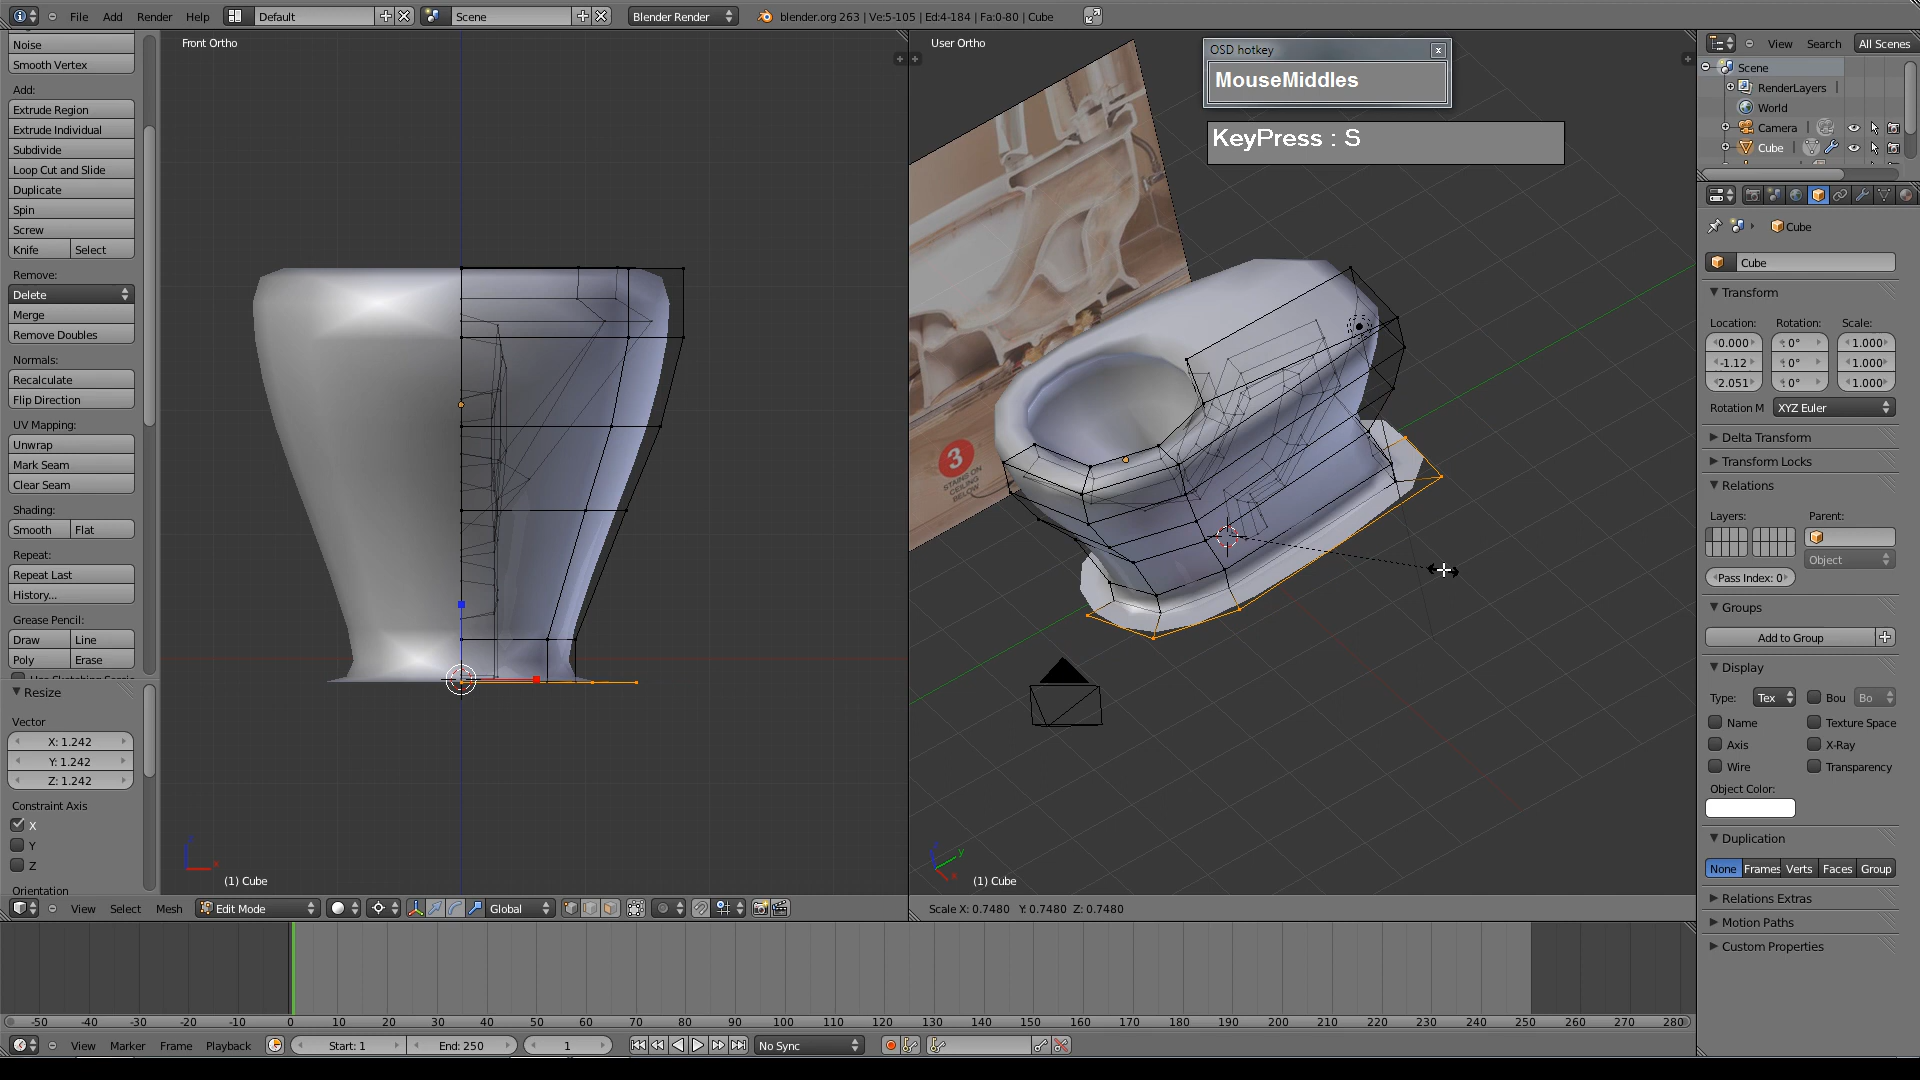 File Add Render Help Default Scene Blender Render blender.org 263 | Ve:5-105 | Ed:4-184 | Fa:0-80 | Cube
Noise
Smooth Vertex
Add:
Extrude Region
Extrude Individual
Subdivide
Loop Cut and Slide
Duplicate
Spin
Screw
Knife Select
Remove:
Delete
Merge
Remove Doubles
Normals:
Recalculate
Flip Direction
UV Mapping:
Unwrap
Mark Seam
Clear Seam
Shading:
Smooth Flat
Repeat:
Repeat Last
History...
Grease Pencil:
Draw Line
Poly Erase
Resize
Vector
X: 1.242
Y: 1.242
Z: 1.242
Constraint Axis
X
Y
Z
Orientation
Front Ortho
x
(1) Cube
View Select Mesh Edit Mode Global
User Ortho
OSD hotkey x
MouseMiddles
KeyPress : S
3
STAINS ON
CEILING
BELOW
y
x
(1) Cube
Scale X: 0.7480 Y: 0.7480 Z: 0.7480
View Search All Scenes
Scene
RenderLayers
World
Camera
Cube
Cube
Cube
Transform
Location: Rotation: Scale:
0.000 0° 1.000
-1.12 0° 1.000
2.051 0° 1.000
Rotation M XYZ Euler
Delta Transform
Transform Locks
Relations
Layers: Parent:
Object
Pass Index: 0
Groups
Add to Group
Display
Type: Tex Bou Bo
Name Texture Space
Axis X-Ray
Wire Transparency
Object Color:
Duplication
None Frames Verts Faces Group
Relations Extras
Motion Paths
Custom Properties
-50 -40 -30 -20 -10 0 10 20 30 40 50 60 70 80 90 100 110 120 130 140 150 160 170 180 190 200 210 220 230 240 250 260 270 280
View Marker Frame Playback Start: 1 End: 250 1 No Sync